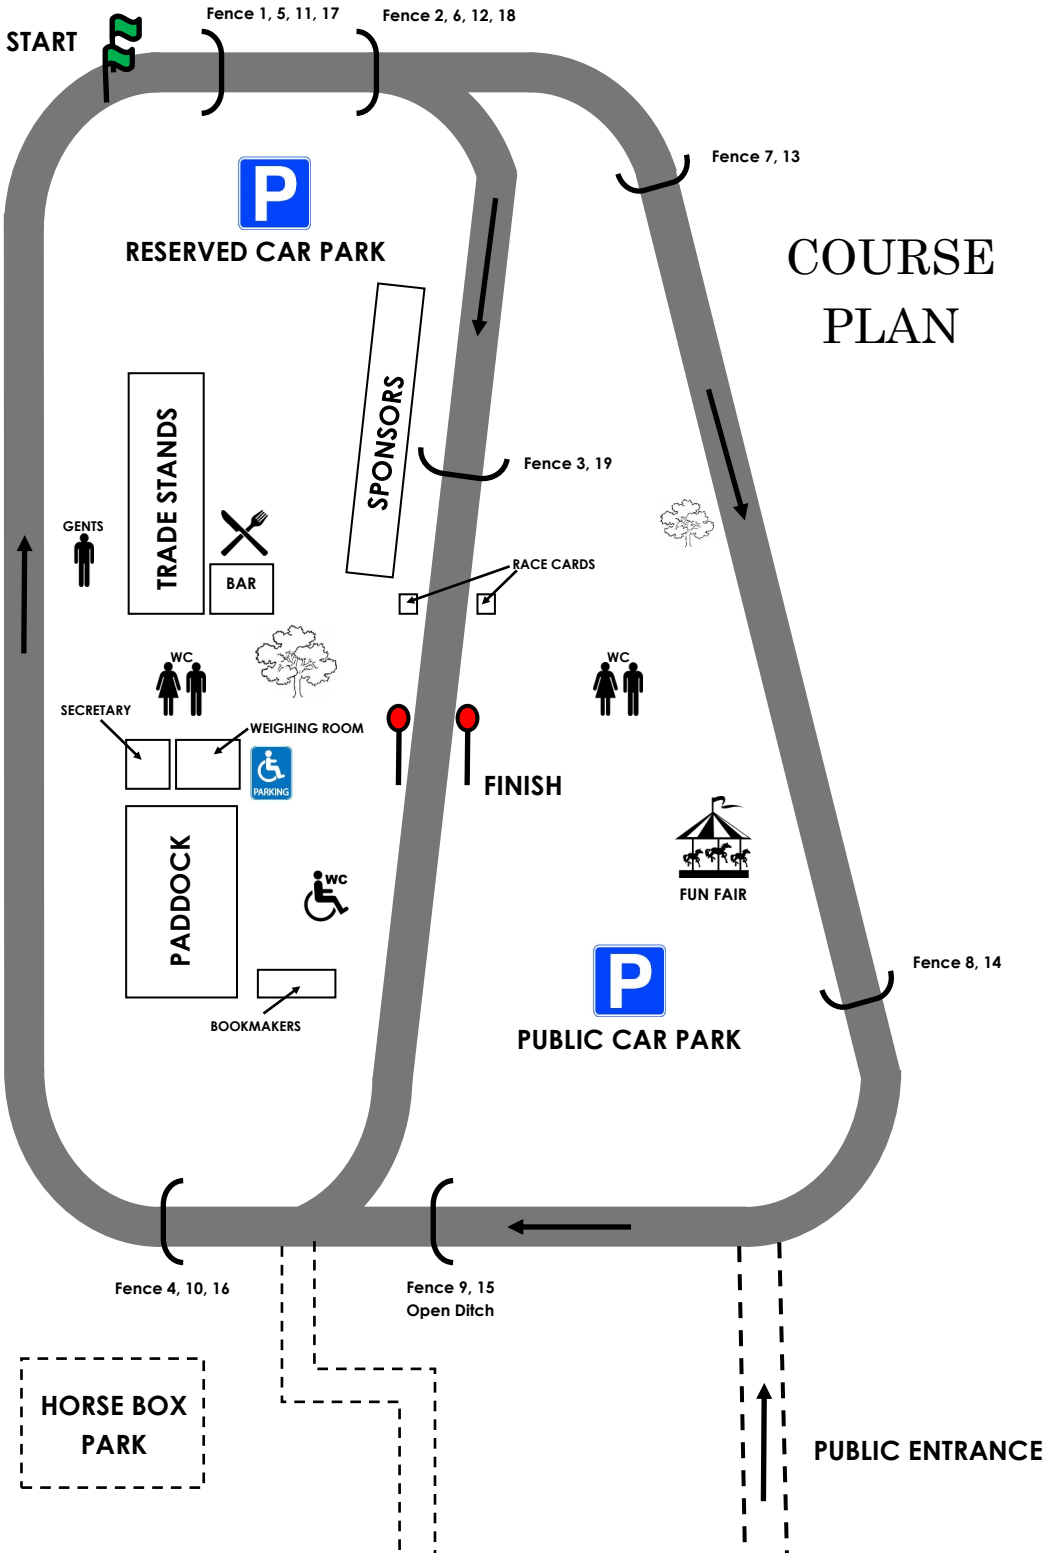 Fence 1, 5, 11, 17
Fence 2, 6, 12, 18
START
Fence 7, 13
P
RESERVED CAR PARK
COURSE
PLAN
SPONSORS
TRADE STANDS
Fence 3, 19
GENTS
BAR
RACE CARDS
WC
WC
SECRETARY
WEIGHING ROOM
PARKING
FINISH
PADDOCK
WC
FUN FAIR
P
Fence 8, 14
BOOKMAKERS
PUBLIC CAR PARK
Fence 4, 10, 16
Fence 9, 15
Open Ditch
HORSE BOX
PARK
PUBLIC ENTRANCE